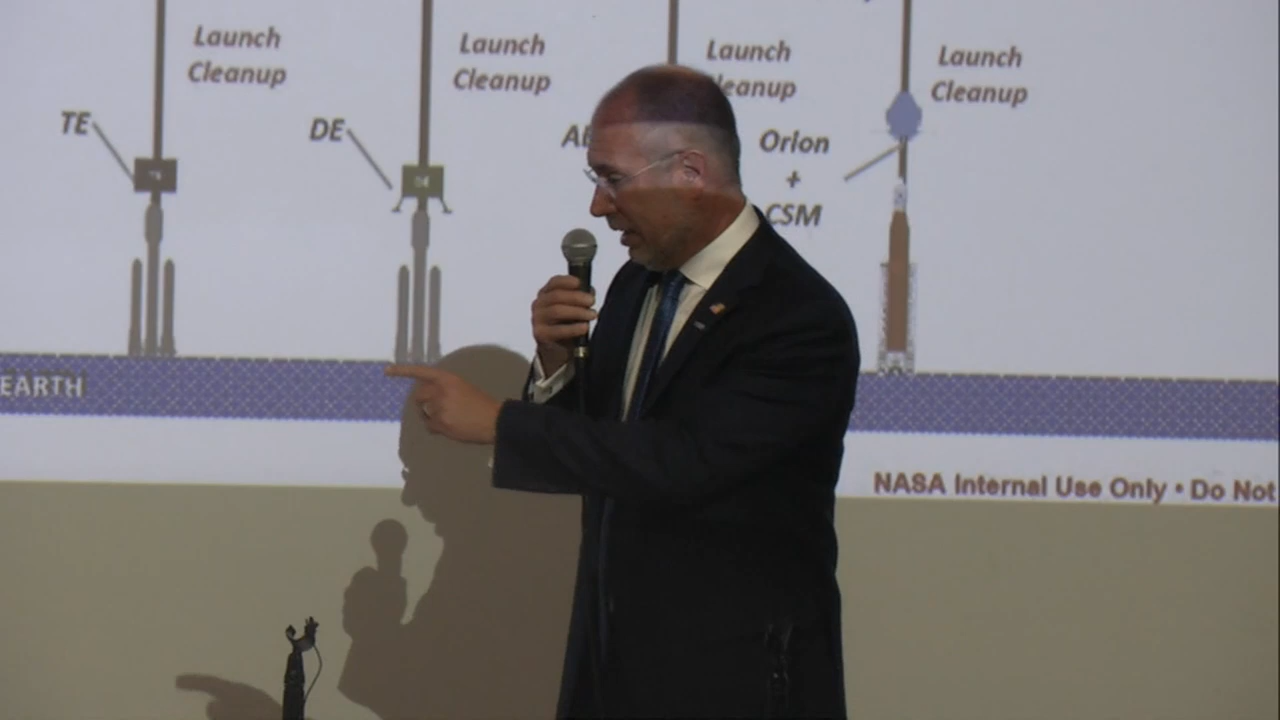 Launch
Cleanup
Launch
Cleanup
Launch
Cleanup
Launch
Cleanup
TE
DE
Orion
+
CSM
EARTH
NASA Internal Use Only • Do Not